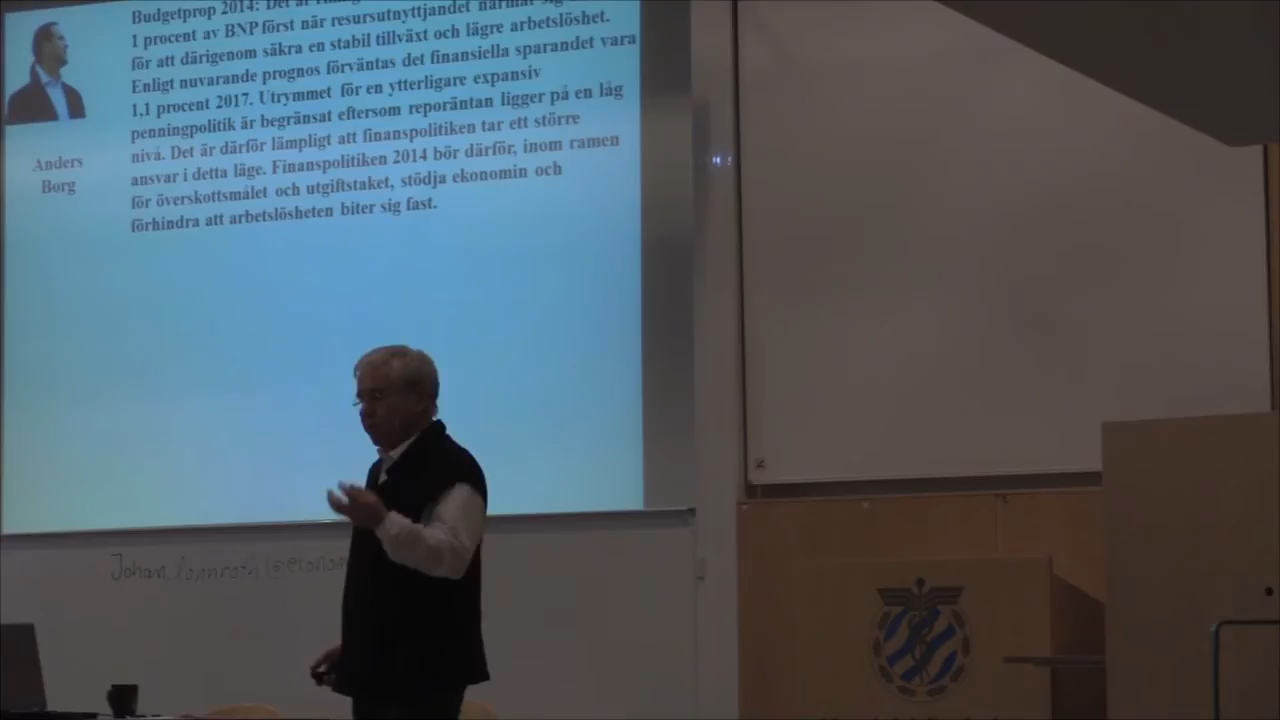 Budgetprop 2014: Det är
1 procent av BNP först när resursutnyttjandet närmar sig
för att därigenom säkra en stabil tillväxt och lägre arbetslöshet.
Enligt nuvarande prognos förväntas det finansiella sparandet vara
1,1 procent 2017. Utrymmet för en ytterligare expansiv
penningpolitik är begränsat eftersom reporäntan ligger på en låg
nivå. Det är därför lämpligt att finanspolitiken tar ett större
ansvar i detta läge. Finanspolitiken 2014 bör därför, inom ramen
för överskottsmålet och utgiftstaket, stödja ekonomin och
förhindra att arbetslösheten biter sig fast.
Anders
Borg
Johan.lonnroth@econom